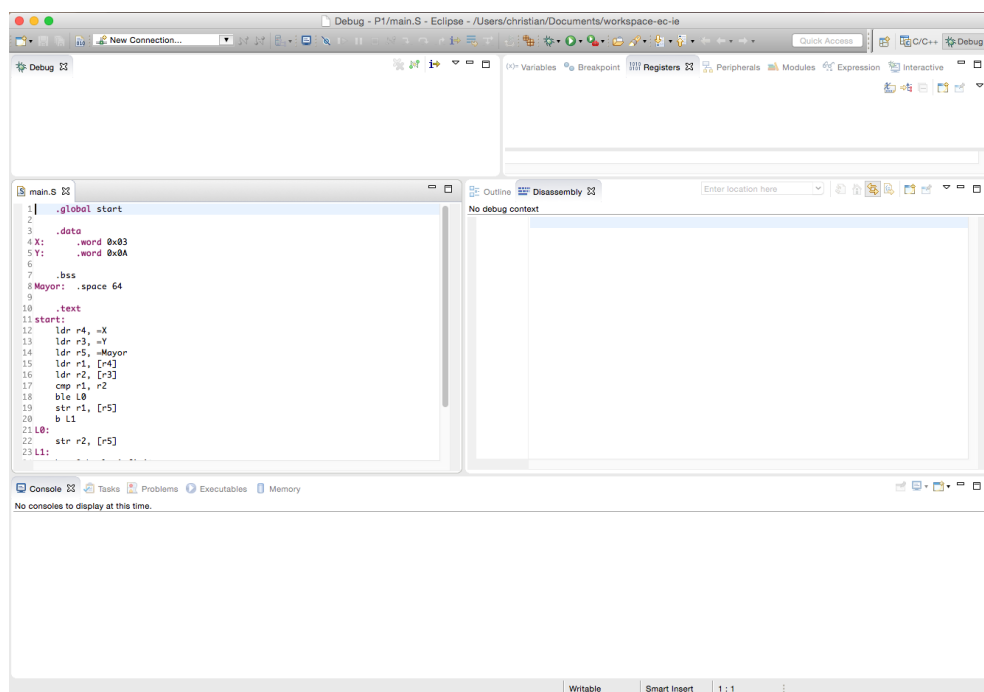 Debug - P1/main.S - Eclipse - /Users/christian/Documents/workspace-ec-ie
New Connection...
Quick Access
C/C++
Debug
Debug
(x)= Variables
Breakpoint
Registers
Peripherals
Modules
Expression
Interactive
main.S
1 .global start
2
3 .data
4 X: .word 0x03
5 Y: .word 0x0A
6
7 .bss
8 Mayor: .space 64
9
10 .text
11 start:
12 ldr r4, =X
13 ldr r3, =Y
14 ldr r5, =Mayor
15 ldr r1, [r4]
16 ldr r2, [r3]
17 cmp r1, r2
18 ble L0
19 str r1, [r5]
20 b L1
21 L0:
22 str r2, [r5]
23 L1:
Outline
Disassembly
Enter location here
No debug context
Console
Tasks
Problems
Executables
Memory
No consoles to display at this time.
Writable
Smart Insert
1 : 1